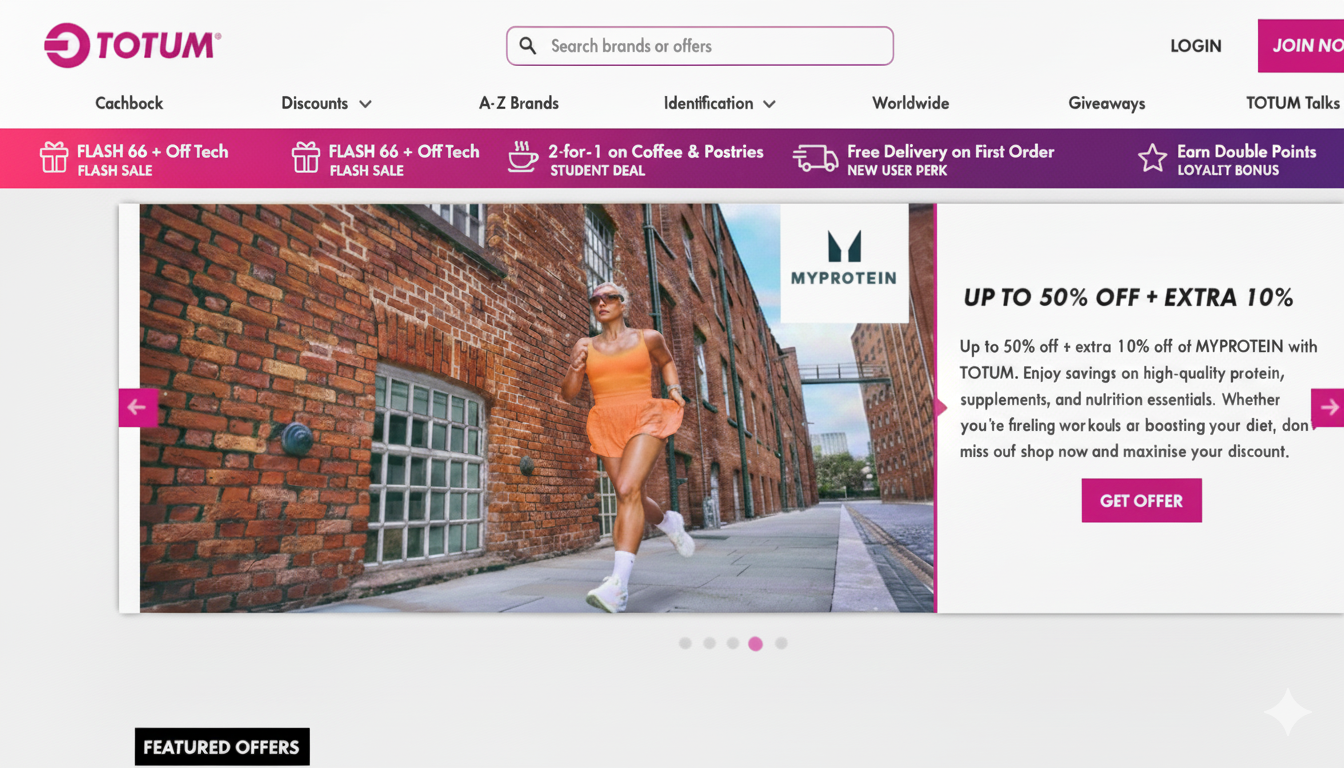 TOTUM®
Search brands or offers
LOGIN
JOIN NO
Cachbock
Discounts
A-Z Brands
Identification
Worldwide
Giveaways
TOTUM Talks
FLASH 66 + Off Tech
FLASH SALE
FLASH 66 + Off Tech
FLASH SALE
2-for-1 on Coffee & Postries
STUDENT DEAL
Free Delivery on First Order
NEW USER PERK
Earn Double Points
LOYALTY BONUS
MYPROTEIN
UP TO 50% OFF + EXTRA 10%
Up to 50% off + extra 10% off of MYPROTEIN with
TOTUM. Enjoy savings on high-quality protein,
supplements, and nulrition essentials. Whether
you're freling workouls ar boosting your diet, don'
miss ouf shop now and maxinise your discount.
GET OFFER
FEATURED OFFERS